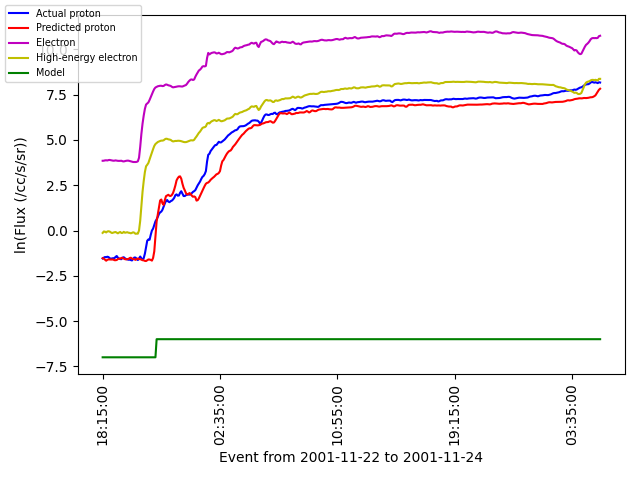 Actual proton
Predicted proton
Electron
High-energy electron
Model
10.0
7.5
5.0
2.5
0.0
−2.5
−5.0
−7.5
ln(Flux (/cc/s/sr))
18:15:00
02:35:00
10:55:00
19:15:00
03:35:00
Event from 2001-11-22 to 2001-11-24